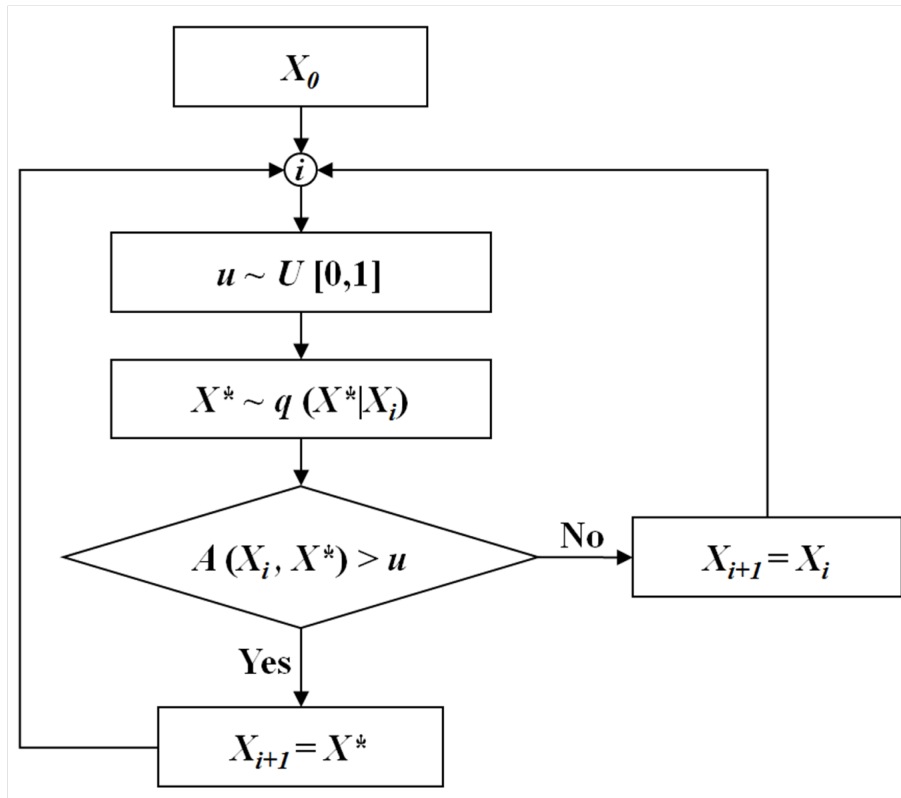 X₀
i
u ~ U [0,1]
X* ~ q (X*|Xᵢ)
A (Xᵢ, X*) > u
No
Xᵢ₊₁ = Xᵢ
Yes
Xᵢ₊₁ = X*